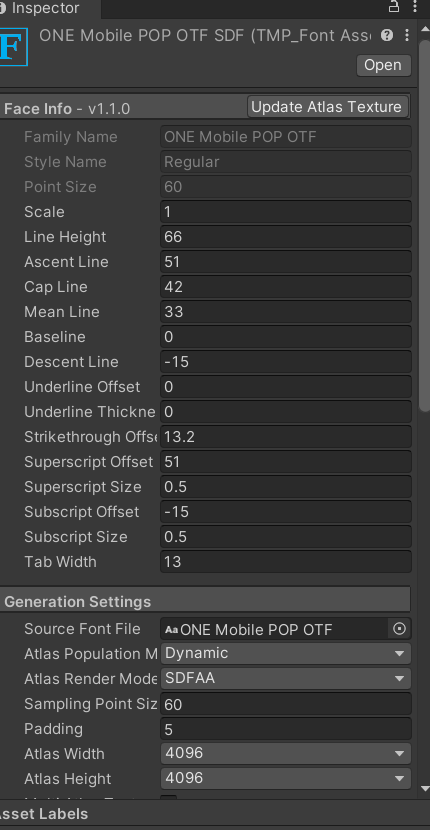 Inspector
F
ONE Mobile POP OTF SDF (TMP_Font Asse
Open
Face Info - v1.1.0
Update Atlas Texture
Family Name ONE Mobile POP OTF
Style Name Regular
Point Size 60
Scale 1
Line Height 66
Ascent Line 51
Cap Line 42
Mean Line 33
Baseline 0
Descent Line -15
Underline Offset 0
Underline Thickne 0
Strikethrough Offse 13.2
Superscript Offset 51
Superscript Size 0.5
Subscript Offset -15
Subscript Size 0.5
Tab Width 13
Generation Settings
Source Font File Aa ONE Mobile POP OTF
Atlas Population M Dynamic
Atlas Render Mode SDFAA
Sampling Point Siz 60
Padding 5
Atlas Width 4096
Atlas Height 4096
Asset Labels